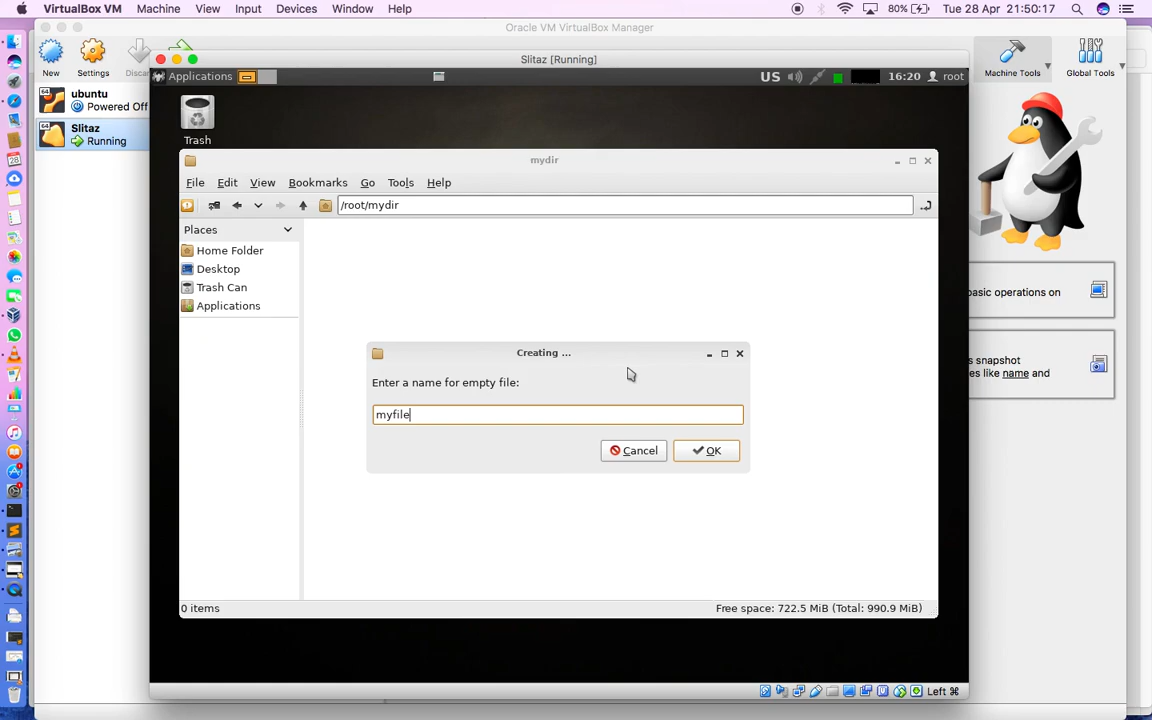 VirtualBox VM Machine View Input Devices Window Help
80% Tue 28 Apr 21:50:17
Oracle VM VirtualBox Manager
New Settings
Machine Tools Global Tools
ubuntu
Powered Off
Slitaz
Running
Slitaz [Running]
Applications
US 16:20 root
Trash
mydir
File Edit View Bookmarks Go Tools Help
/root/mydir
Places
Home Folder
Desktop
Trash Can
Applications
Creating ...
Enter a name for empty file:
myfile
Cancel OK
0 items
Free space: 722.5 MiB (Total: 990.9 MiB)
Left ⌘
basic operations on
snapshot
es like name and